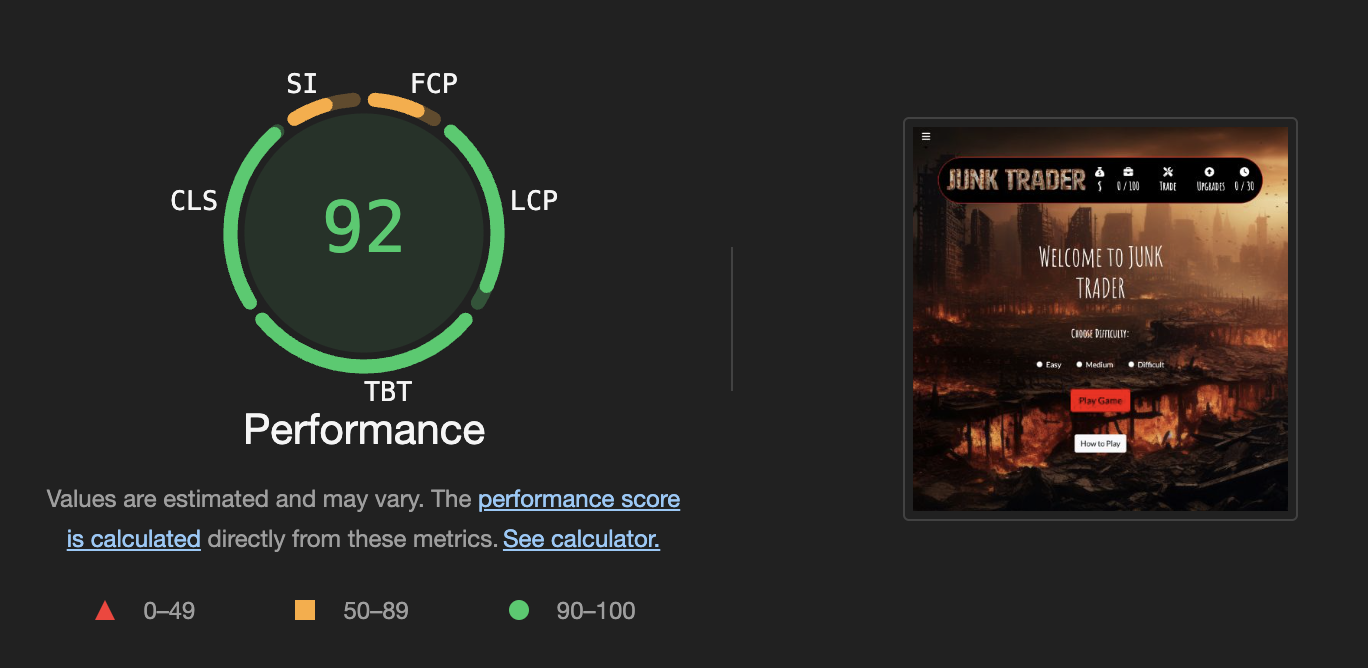 SI
FCP
CLS
LCP
92
TBT
Performance
Values are estimated and may vary. The performance score
is calculated directly from these metrics. See calculator.
0–49
50–89
90–100
JUNK TRADER
$
0 / 100
Trade
Upgrades
0 / 30
Welcome to JUNK
TRADER
Choose Difficulty:
Easy
Medium
Difficult
Play Game
How to Play